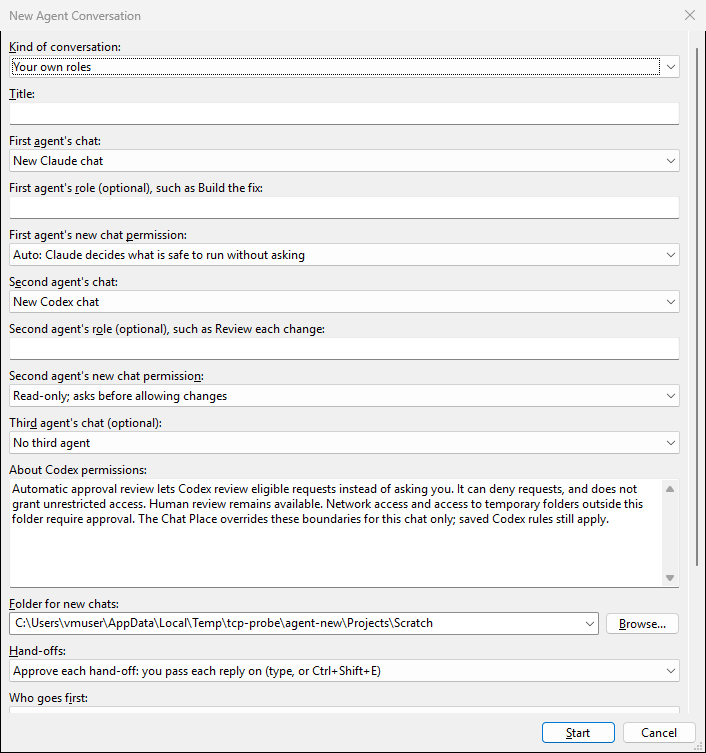 New Agent Conversation
Kind of conversation:
Your own roles
Title:
First agent's chat:
New Claude chat
First agent's role (optional), such as Build the fix:
First agent's new chat permission:
Auto: Claude decides what is safe to run without asking
Second agent's chat:
New Codex chat
Second agent's role (optional), such as Review each change:
Second agent's new chat permission:
Read-only; asks before allowing changes
Third agent's chat (optional):
No third agent
About Codex permissions:
Automatic approval review lets Codex review eligible requests instead of asking you. It can deny requests, and does not
grant unrestricted access. Human review remains available. Network access and access to temporary folders outside this
folder require approval. The Chat Place overrides these boundaries for this chat only; saved Codex rules still apply.
Folder for new chats:
C:\Users\vmuser\AppData\Local\Temp\tcp-probe\agent-new\Projects\Scratch
Browse...
Hand-offs:
Approve each hand-off: you pass each reply on (type, or Ctrl+Shift+E)
Who goes first:
Start
Cancel